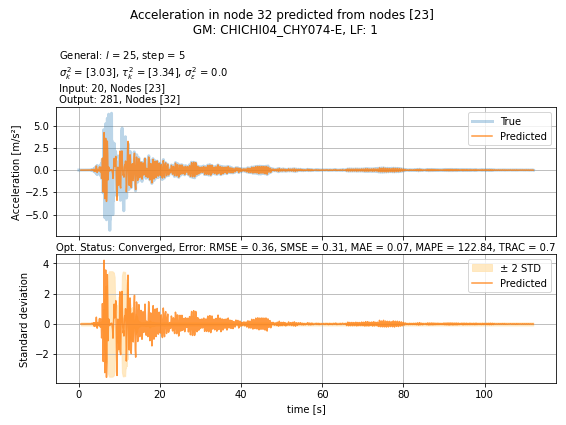 Acceleration in node 32 predicted from nodes [23]
GM: CHICHI04_CHY074-E, LF: 1
General: l = 25, step = 5
σ_k^2 = [3.03], τ_k^2 = [3.34], σ_ε^2 = 0.0
Input: 20, Nodes [23]
Output: 281, Nodes [32]
Acceleration [m/s²]
5.0
2.5
0.0
−2.5
−5.0
True
Predicted
Opt. Status: Converged, Error: RMSE = 0.36, SMSE = 0.31, MAE = 0.07, MAPE = 122.84, TRAC = 0.7
Standard deviation
4
2
0
−2
± 2 STD
Predicted
0 20 40 60 80 100
time [s]